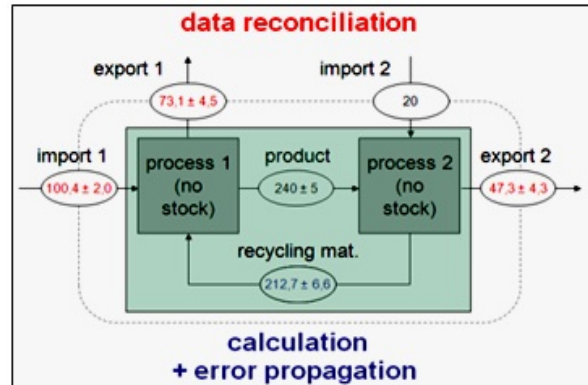 data reconciliation
export 1
import 2
73,1 ± 4,5
20
import 1
process 1
(no
stock)
product
process 2
(no
stock)
export 2
100,4 ± 2,0
240 ± 5
47,3 ± 4,3
recycling mat.
212,7 ± 6,6
calculation
+ error propagation